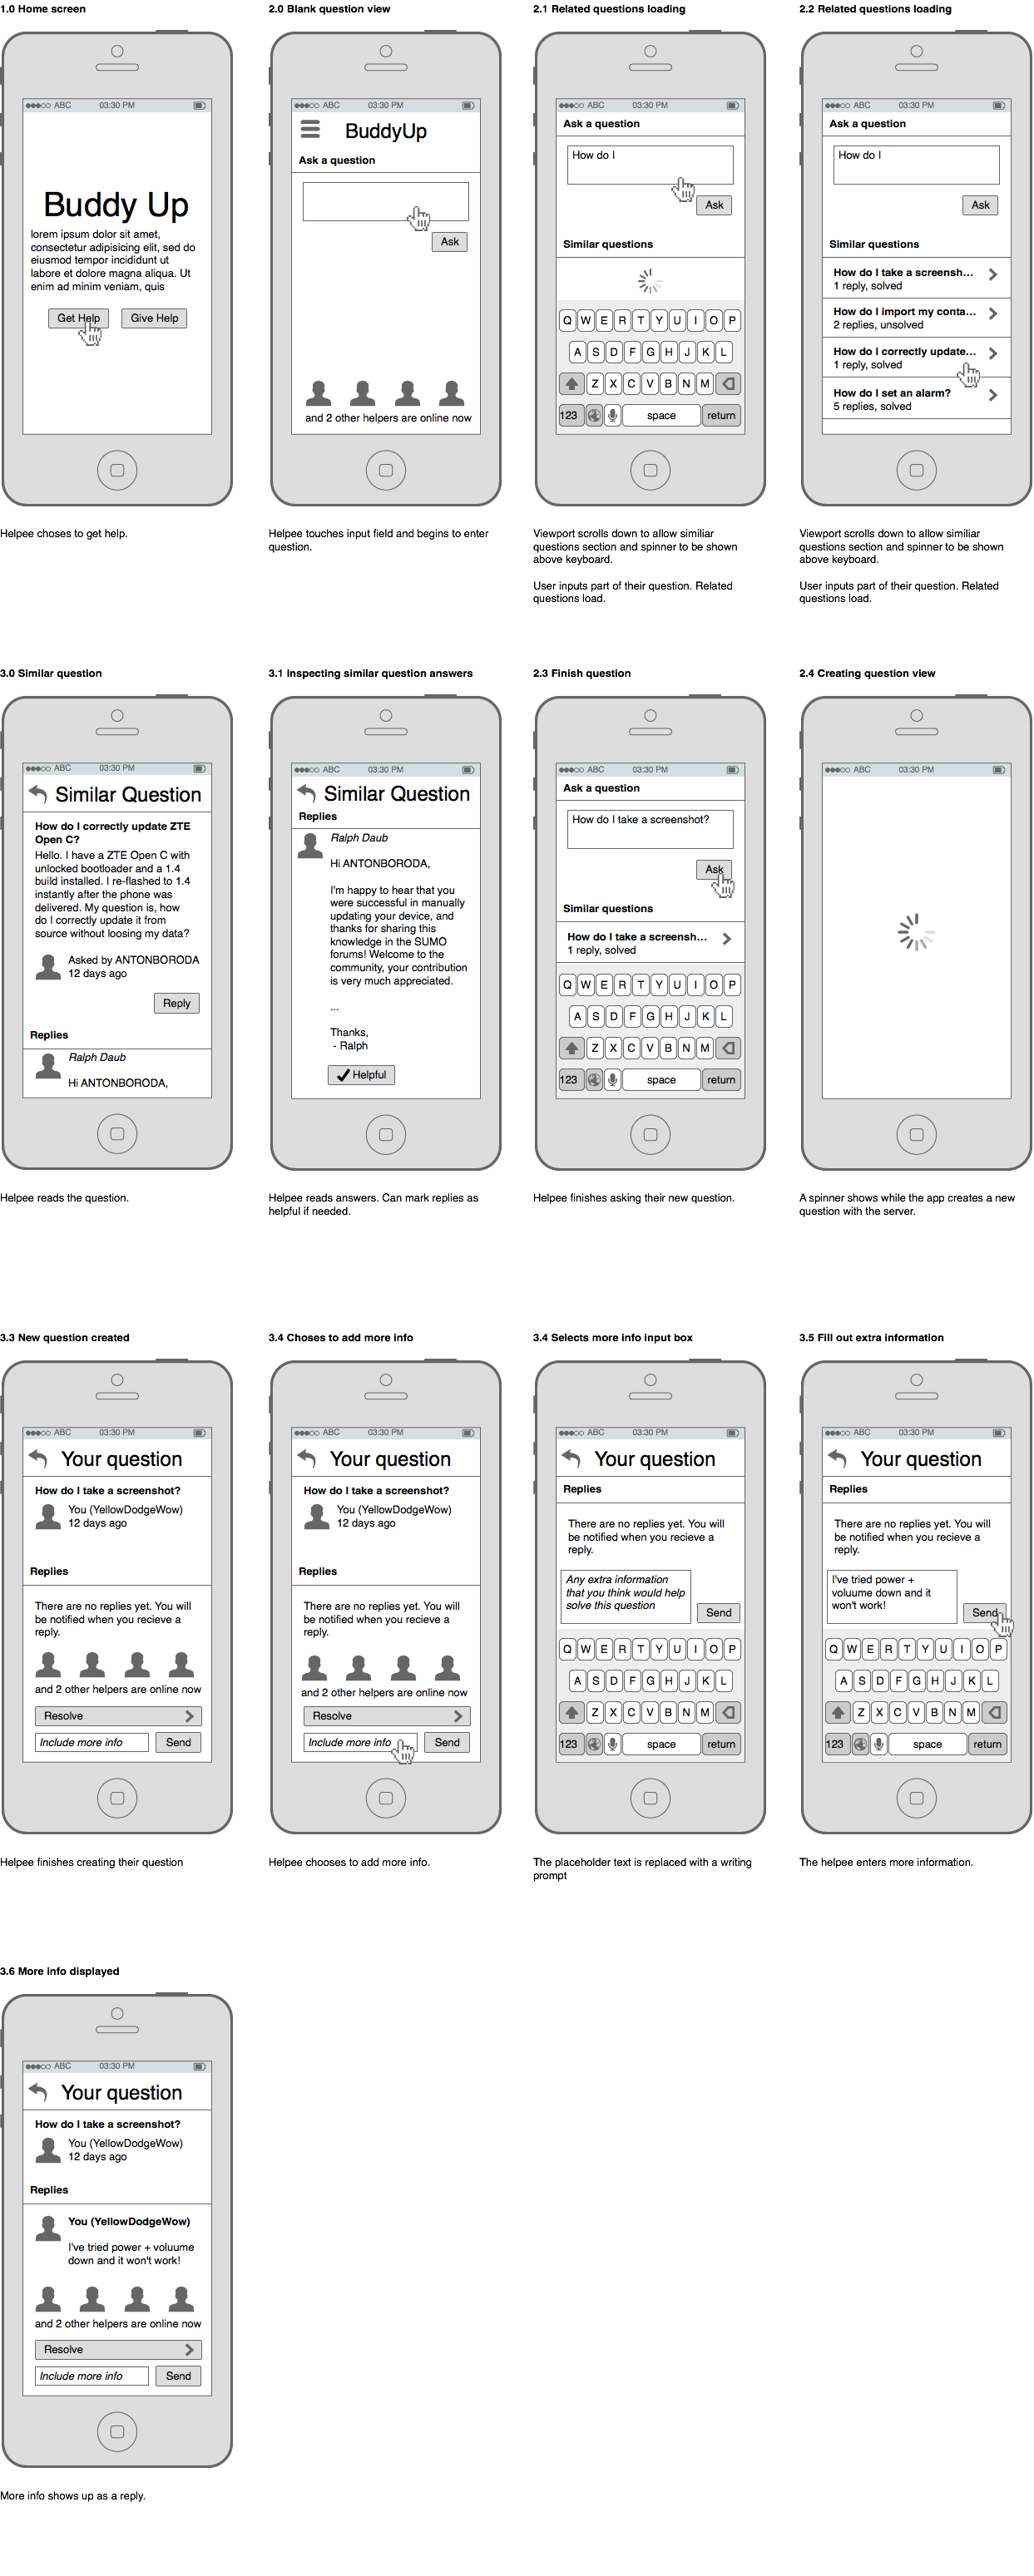 1.0 Home screen
●●●○○ ABC 03:30 PM
Buddy Up
lorem ipsum dolor sit amet,
consectetur adipisicing elit, sed do
eiusmod tempor incididunt ut
labore et dolore magna aliqua. Ut
enim ad minim veniam, quis
Get Help Give Help
Helpee choses to get help.
2.0 Blank question view
●●●○○ ABC 03:30 PM
BuddyUp
Ask a question
Ask
and 2 other helpers are online now
Helpee touches input field and begins to enter
question.
2.1 Related questions loading
●●●○○ ABC 03:30 PM
Ask a question
How do I
Ask
Similar questions
Q W E R T Y U I O P
A S D F G H J K L
Z X C V B N M
123 space return
Viewport scrolls down to allow similiar
questions section and spinner to be shown
above keyboard.
User inputs part of their question. Related
questions load.
2.2 Related questions loading
●●●○○ ABC 03:30 PM
Ask a question
How do I
Ask
Similar questions
How do I take a screensh...
1 reply, solved
How do I import my conta...
2 replies, unsolved
How do I correctly update...
1 reply, solved
How do I set an alarm?
5 replies, solved
Viewport scrolls down to allow similiar
questions section and spinner to be shown
above keyboard.
User inputs part of their question. Related
questions load.
3.0 Similar question
●●●○○ ABC 03:30 PM
Similar Question
How do I correctly update ZTE
Open C?
Hello. I have a ZTE Open C with
unlocked bootloader and a 1.4
build installed. I re-flashed to 1.4
instantly after the phone was
delivered. My question is, how
do I correctly update it from
source without loosing my data?
Asked by ANTONBORODA
12 days ago
Reply
Replies
Ralph Daub
Hi ANTONBORODA,
Helpee reads the question.
3.1 Inspecting similar question answers
●●●○○ ABC 03:30 PM
Similar Question
Replies
Ralph Daub
Hi ANTONBORODA,
I'm happy to hear that you
were successful in manually
updating your device, and
thanks for sharing this
knowledge in the SUMO
forums! Welcome to the
community, your contribution
is very much appreciated.
...
Thanks,
- Ralph
Helpful
Helpee reads answers. Can mark replies as
helpful if needed.
2.3 Finish question
●●●○○ ABC 03:30 PM
Ask a question
How do I take a screenshot?
Ask
Similar questions
How do I take a screensh...
1 reply, solved
Q W E R T Y U I O P
A S D F G H J K L
Z X C V B N M
123 space return
Helpee finishes asking their new question.
2.4 Creating question view
●●●○○ ABC 03:30 PM
A spinner shows while the app creates a new
question with the server.
3.3 New question created
●●●○○ ABC 03:30 PM
Your question
How do I take a screenshot?
You (YellowDodgeWow)
12 days ago
Replies
There are no replies yet. You will
be notified when you recieve a
reply.
and 2 other helpers are online now
Resolve
Include more info Send
Helpee finishes creating their question
3.4 Choses to add more info
●●●○○ ABC 03:30 PM
Your question
How do I take a screenshot?
You (YellowDodgeWow)
12 days ago
Replies
There are no replies yet. You will
be notified when you recieve a
reply.
and 2 other helpers are online now
Resolve
Include more info Send
Helpee chooses to add more info.
3.4 Selects more info input box
●●●○○ ABC 03:30 PM
Your question
Replies
There are no replies yet. You will
be notified when you recieve a
reply.
Any extra information
that you think would help
solve this question
Send
Q W E R T Y U I O P
A S D F G H J K L
Z X C V B N M
123 space return
The placeholder text is replaced with a writing
prompt
3.5 Fill out extra information
●●●○○ ABC 03:30 PM
Your question
Replies
There are no replies yet. You will
be notified when you recieve a
reply.
I've tried power +
voluume down and it
won't work!
Send
Q W E R T Y U I O P
A S D F G H J K L
Z X C V B N M
123 space return
The helpee enters more information.
3.6 More info displayed
●●●○○ ABC 03:30 PM
Your question
How do I take a screenshot?
You (YellowDodgeWow)
12 days ago
Replies
You (YellowDodgeWow)
I've tried power + voluume
down and it won't work!
and 2 other helpers are online now
Resolve
Include more info Send
More info shows up as a reply.